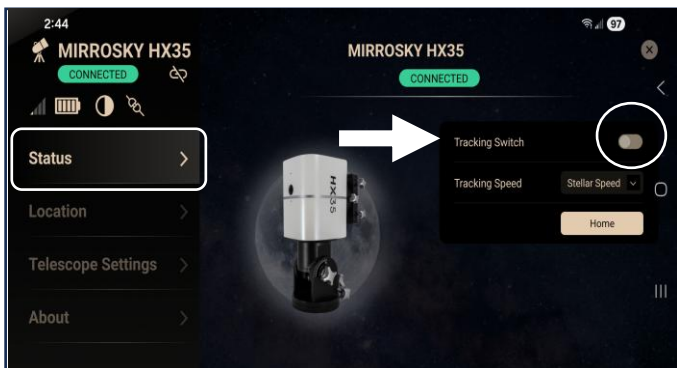 2:44
97
MIRROSKY HX35
CONNECTED
Status
Location
Telescope Settings
About
MIRROSKY HX35
CONNECTED
HX35
Tracking Switch
Tracking Speed
Stellar Speed
Home